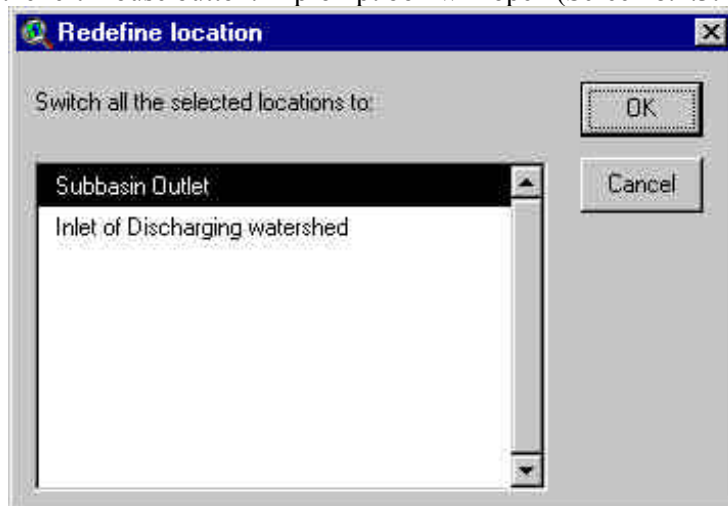 Redefine location
Switch all the selected locations to:
OK
Cancel
Subbasin Outlet
Inlet of Discharging watershed